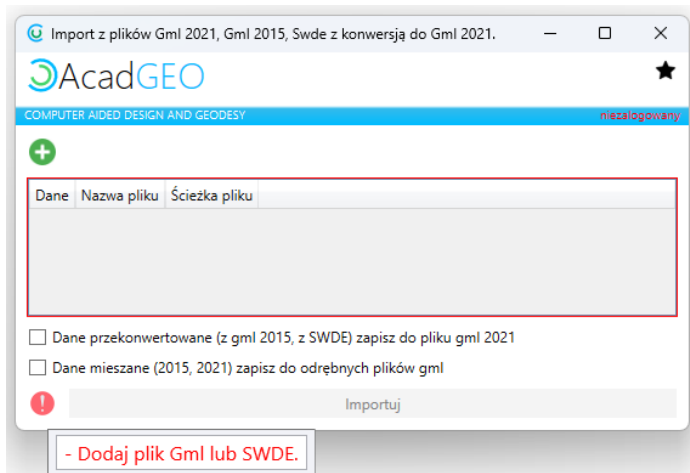 Import z plików Gml 2021, Gml 2015, Swde z konwersją do Gml 2021.
AcadGEO
COMPUTER AIDED DESIGN AND GEODESY niezalogowany
Dane Nazwa pliku Ścieżka pliku
Dane przekonwertowane (z gml 2015, z SWDE) zapisz do pliku gml 2021
Dane mieszane (2015, 2021) zapisz do odrębnych plików gml
Importuj
- Dodaj plik Gml lub SWDE.